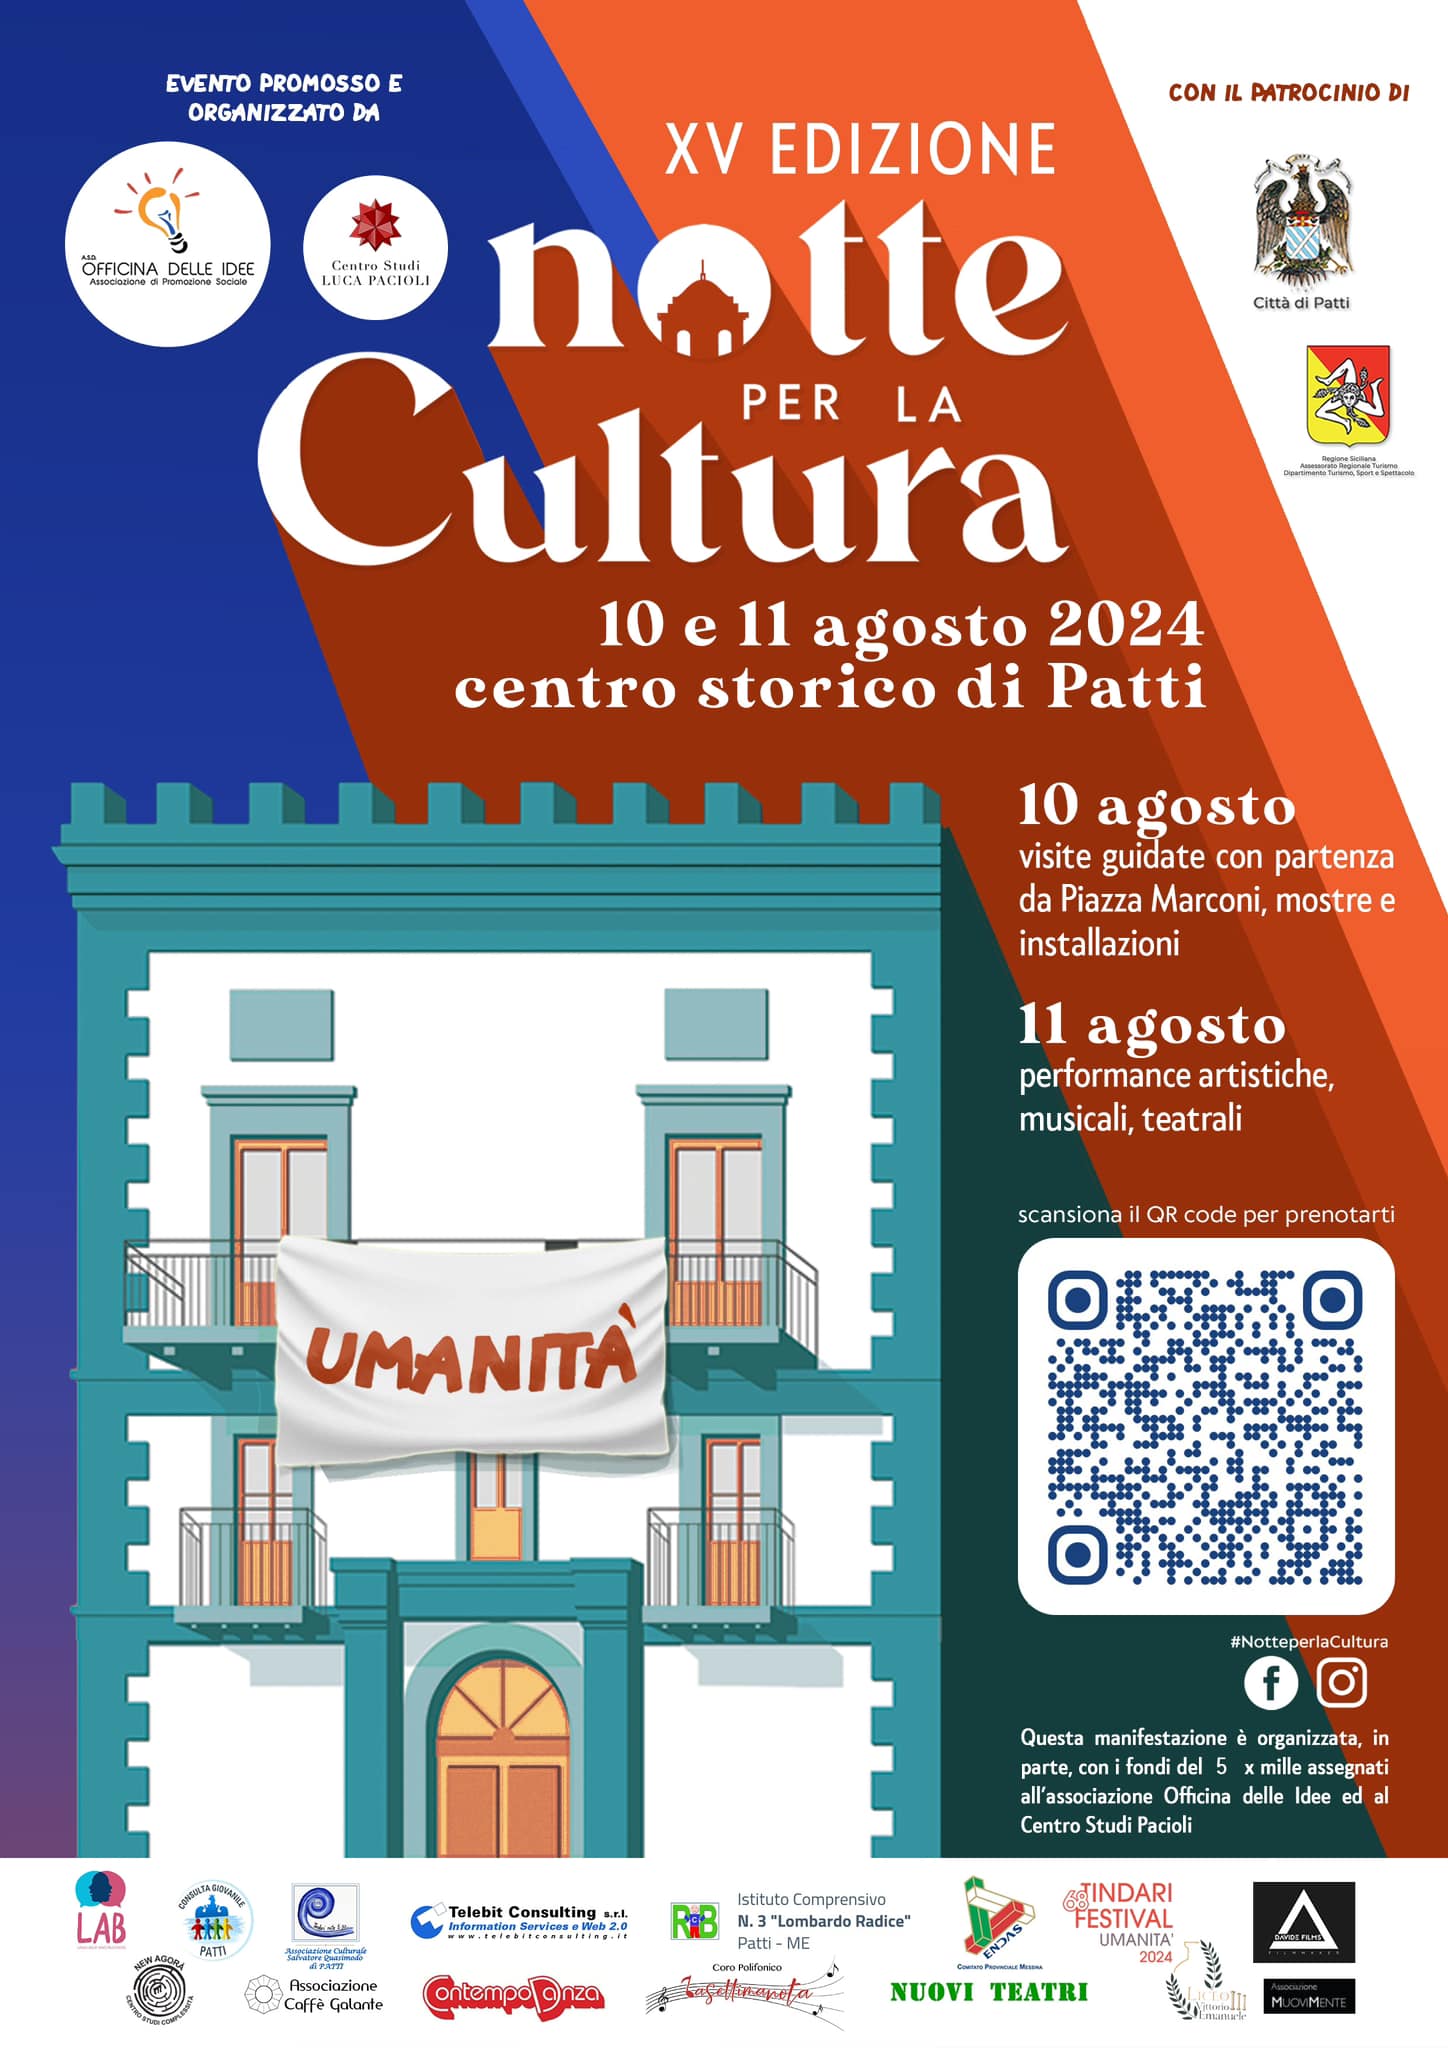 EVENTO PROMOSSO E
ORGANIZZATO DA
A.S.D.
OFFICINA DELLE IDEE
Associazione di Promozione Sociale
Centro Studi
LUCA PACIOLI
CON IL PATROCINIO DI
Città di Patti
Regione Siciliana
Assessorato Regionale Turismo
Dipartimento Turismo, Sport e Spettacolo
XV EDIZIONE
notte
PER LA
Cultura
10 e 11 agosto 2024
centro storico di Patti
10 agosto
visite guidate con partenza
da Piazza Marconi, mostre e
installazioni
11 agosto
performance artistiche,
musicali, teatrali
scansiona il QR code per prenotarti
UMANITÀ
#NotteperlaCultura
Questa manifestazione è organizzata, in
parte, con i fondi del 5 x mille assegnati
all'associazione Officina delle Idee ed al
Centro Studi Pacioli
LAB
CONSULTA GIOVANILE
PATTI
Associazione Culturale
Salvatore Quasimodo
di PATTI
Telebit Consulting s.r.l.
Information Services e Web 2.0
www.telebitconsulting.it
Istituto Comprensivo
N. 3 "Lombardo Radice"
Patti - ME
ENDAS
COMITATO PROVINCIALE MESSINA
68 TINDARI
FESTIVAL
UMANITA'
2024
DAVIDE FILMS
FILMMAKER
NEW AGORÀ
CENTRO STUDI COMPLESSITÀ
Associazione
Caffè Galante
ContempoDanza
Coro Polifonico
Lasettimanota
NUOVI TEATRI
LICEO
Vittorio III
Emanuele
Associazione
MUOVIMENTE